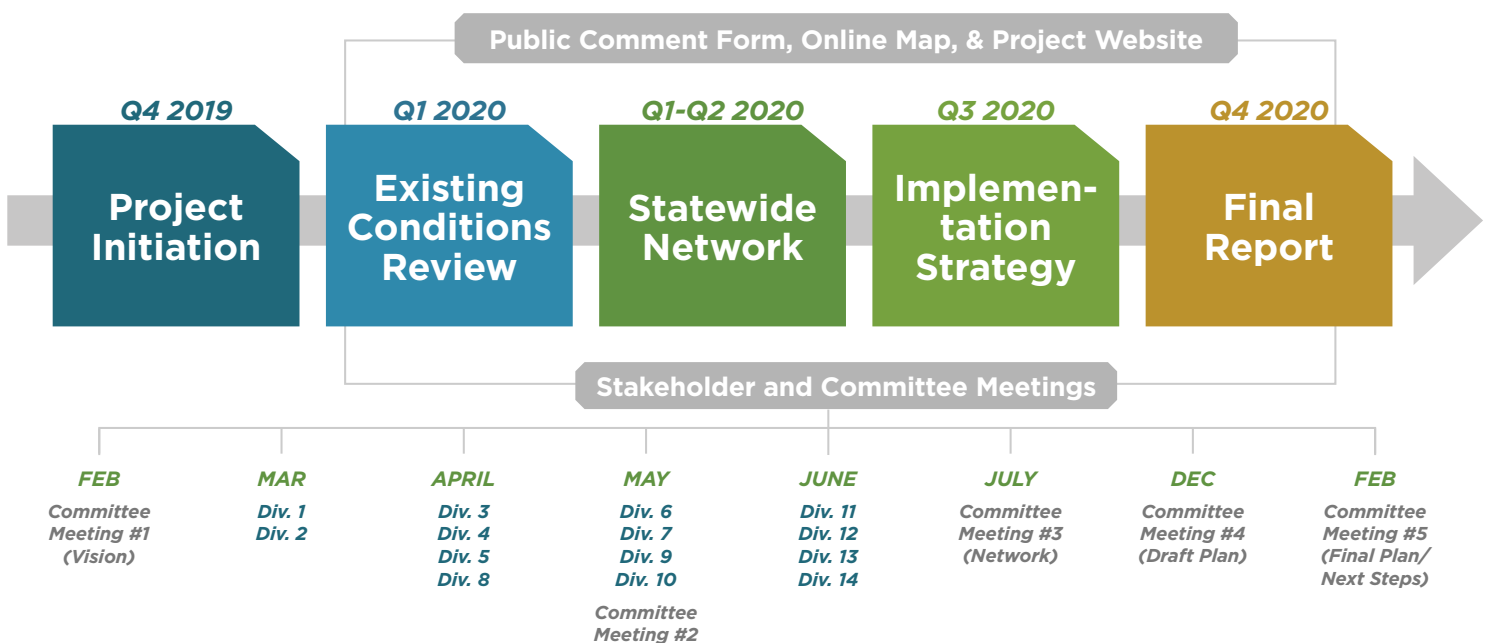 Public Comment Form, Online Map, & Project Website
Q4 2019
Project
Initiation
Q1 2020
Existing
Conditions
Review
Q1-Q2 2020
Statewide
Network
Q3 2020
Implemen-
tation
Strategy
Q4 2020
Final
Report
Stakeholder and Committee Meetings
FEB
Committee
Meeting #1
(Vision)
MAR
Div. 1
Div. 2
APRIL
Div. 3
Div. 4
Div. 5
Div. 8
MAY
Div. 6
Div. 7
Div. 9
Div. 10
Committee
Meeting #2
JUNE
Div. 11
Div. 12
Div. 13
Div. 14
JULY
Committee
Meeting #3
(Network)
DEC
Committee
Meeting #4
(Draft Plan)
FEB
Committee
Meeting #5
(Final Plan/
Next Steps)